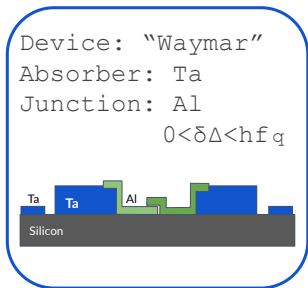 Device: “Waymar”
Absorber: Ta
Junction: Al
0<δΔ<hfq
Ta
Ta
Al
Silicon